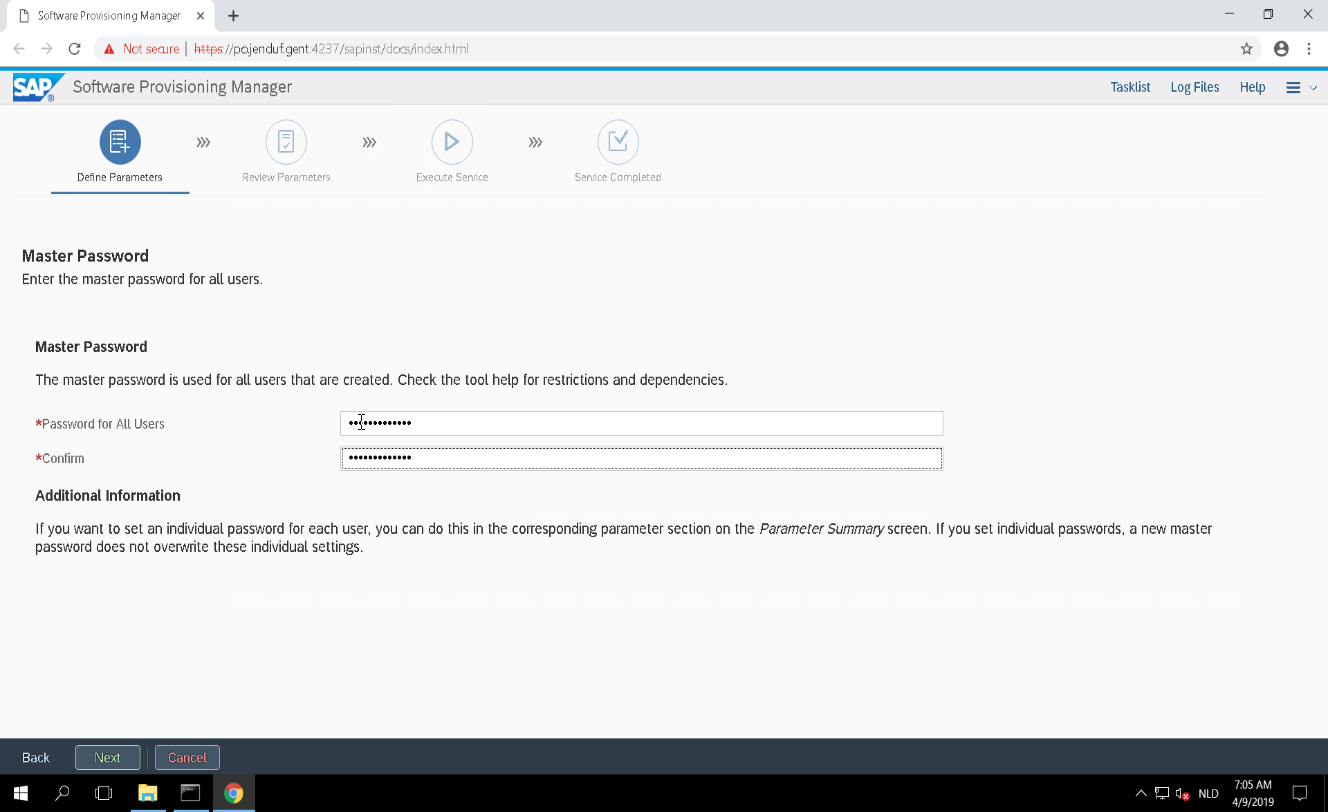 Software Provisioning Manager
Not secure | https://pojenduf.gent:4237/sapinst/docs/index.html
SAP Software Provisioning Manager Tasklist Log Files Help
Define Parameters Review Parameters Execute Service Service Completed
Master Password
Enter the master password for all users.
Master Password
The master password is used for all users that are created. Check the tool help for restrictions and dependencies.
*Password for All Users •••••••••••••
*Confirm •••••••••••••
Additional Information
If you want to set an individual password for each user, you can do this in the corresponding parameter section on the Parameter Summary screen. If you set individual passwords, a new master
password does not overwrite these individual settings.
Back Next Cancel
NLD
7:05 AM
4/9/2019